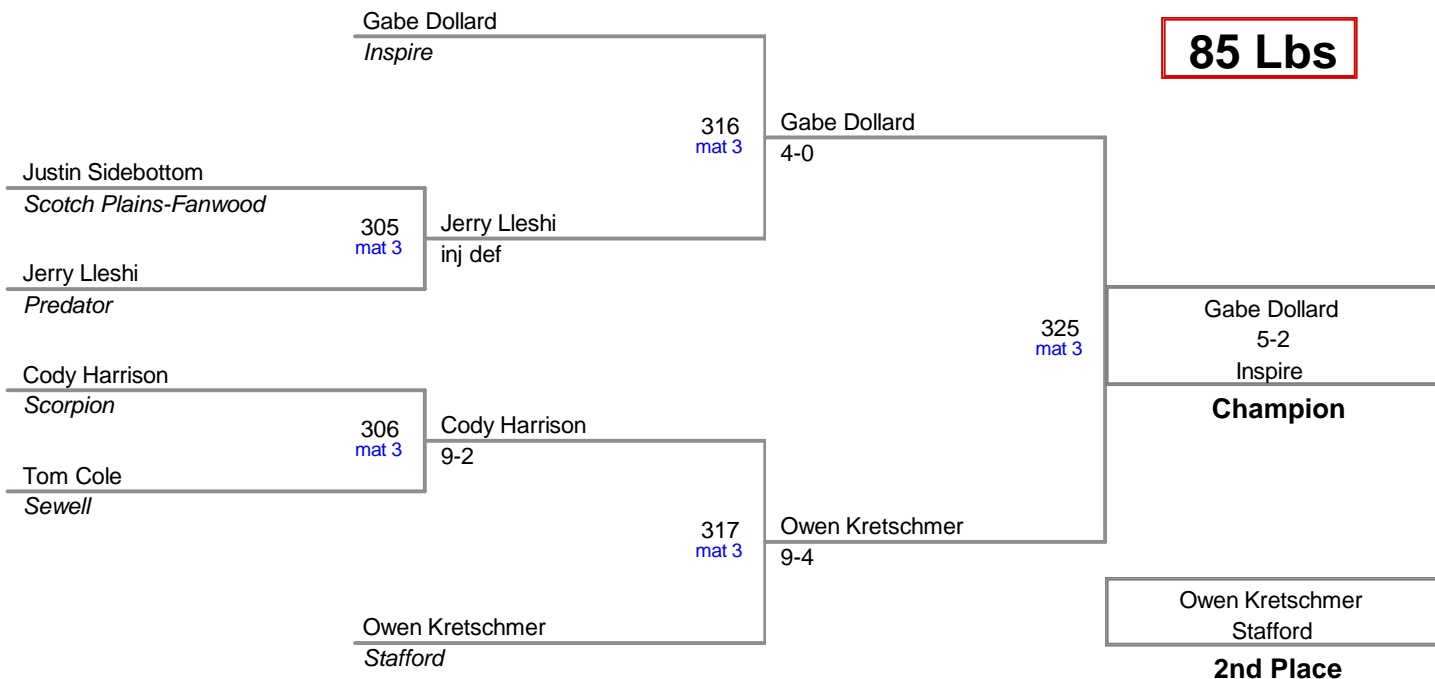 Gabe Dollard
Inspire
85 Lbs
316
mat 3
Gabe Dollard
4-0
Justin Sidebottom
Scotch Plains-Fanwood
305
mat 3
Jerry Lleshi
inj def
Jerry Lleshi
Predator
325
mat 3
Gabe Dollard
5-2
Inspire
Champion
Cody Harrison
Scorpion
306
mat 3
Cody Harrison
9-2
Tom Cole
Sewell
317
mat 3
Owen Kretschmer
9-4
Owen Kretschmer
Stafford
Owen Kretschmer
Stafford
2nd Place